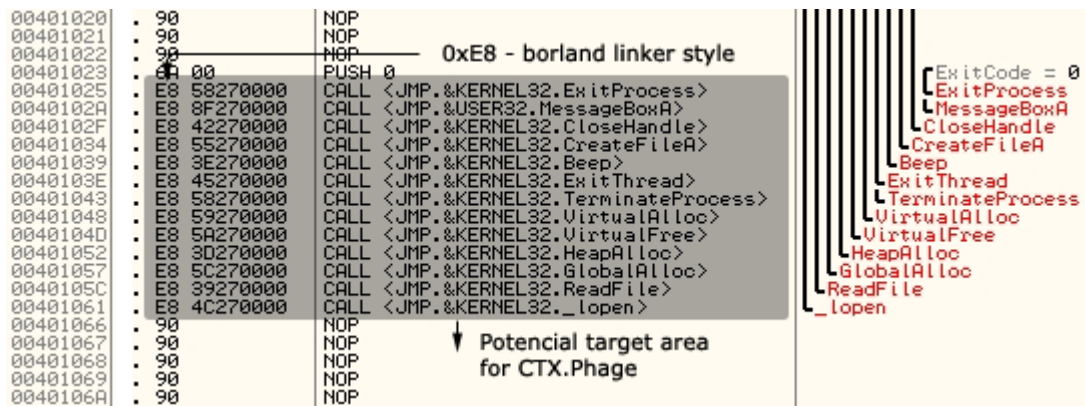 00401020 . 90 NOP
00401021 . 90 NOP
00401022 . 90 NOP 0xE8 - borland linker style
00401023 . 6A 00 PUSH 0 ExitCode = 0
00401025 . E8 58270000 CALL <JMP.&KERNEL32.ExitProcess> ExitProcess
0040102A . E8 8F270000 CALL <JMP.&USER32.MessageBoxA> MessageBoxA
0040102F . E8 42270000 CALL <JMP.&KERNEL32.CloseHandle> CloseHandle
00401034 . E8 55270000 CALL <JMP.&KERNEL32.CreateFileA> CreateFileA
00401039 . E8 3E270000 CALL <JMP.&KERNEL32.Beep> Beep
0040103E . E8 45270000 CALL <JMP.&KERNEL32.ExitThread> ExitThread
00401043 . E8 58270000 CALL <JMP.&KERNEL32.TerminateProcess> TerminateProcess
00401048 . E8 59270000 CALL <JMP.&KERNEL32.VirtualAlloc> VirtualAlloc
0040104D . E8 5A270000 CALL <JMP.&KERNEL32.VirtualFree> VirtualFree
00401052 . E8 3D270000 CALL <JMP.&KERNEL32.HeapAlloc> HeapAlloc
00401057 . E8 5C270000 CALL <JMP.&KERNEL32.GlobalAlloc> GlobalAlloc
0040105C . E8 39270000 CALL <JMP.&KERNEL32.ReadFile> ReadFile
00401061 . E8 4C270000 CALL <JMP.&KERNEL32._lopen> _lopen
00401066 . 90 NOP
00401067 . 90 NOP Potencial target area
00401068 . 90 NOP for CTX.Phage
00401069 . 90 NOP
0040106A . 90 NOP